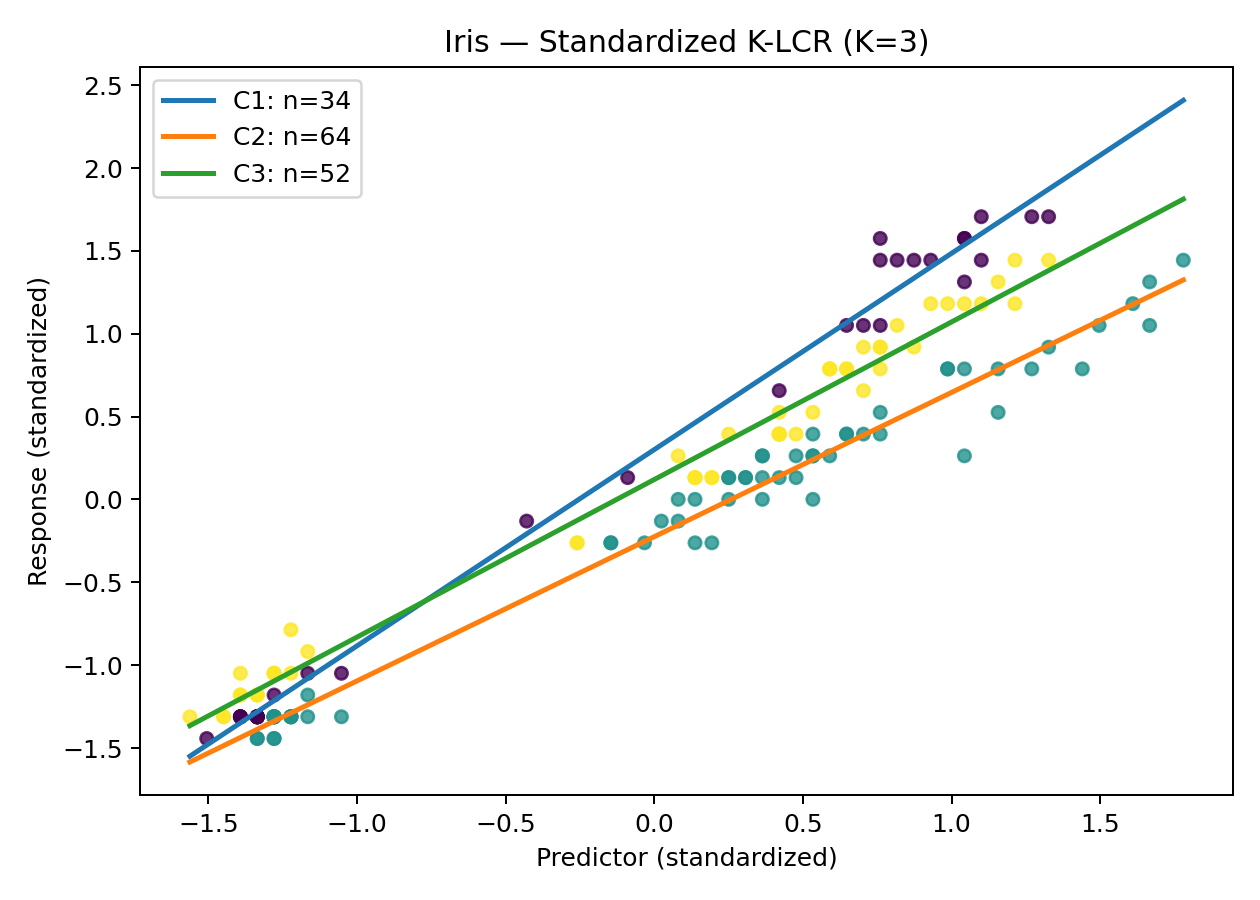 Iris — Standardized K-LCR (K=3)
C1: n=34
C2: n=64
C3: n=52
Response (standardized)
2.5
2.0
1.5
1.0
0.5
0.0
−0.5
−1.0
−1.5
−1.5 −1.0 −0.5 0.0 0.5 1.0 1.5
Predictor (standardized)